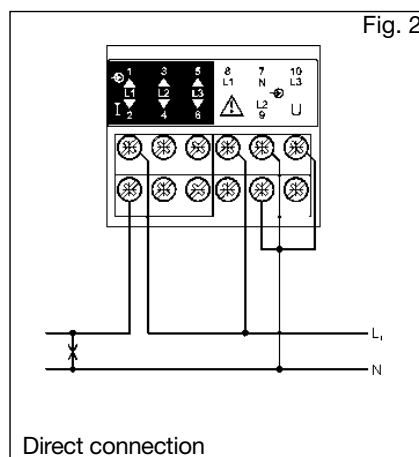 Fig. 2
1 3 5 8 7 10
L1 N L3
L1 L2 L3
L2
I 2 4 6 9 U
L₁
N
Direct connection